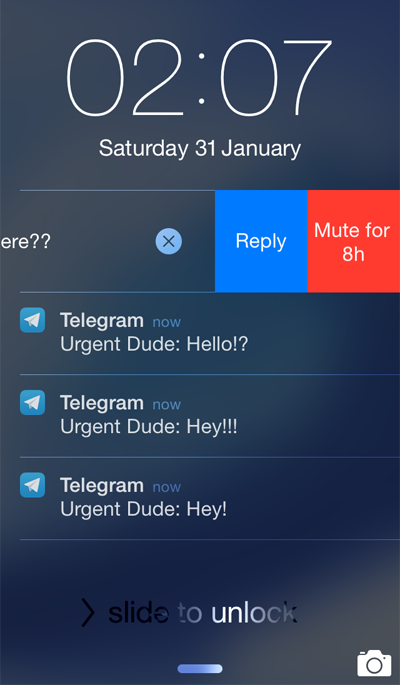 02:07
Saturday 31 January
ere??
Reply
Mute for
8h
Telegram now
Urgent Dude: Hello!?
Telegram now
Urgent Dude: Hey!!!
Telegram now
Urgent Dude: Hey!
slide to unlock